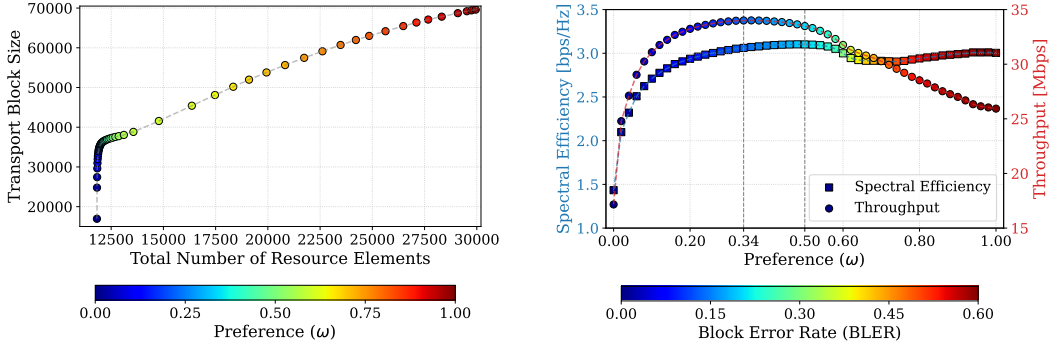 Transport Block Size
70000
60000
50000
40000
30000
20000
12500 15000 17500 20000 22500 25000 27500 30000
Total Number of Resource Elements
0.00 0.25 0.50 0.75 1.00
Preference (ω)
Spectral Efficiency [bps/Hz]
3.5
3.0
2.5
2.0
1.5
1.0
Throughput [Mbps]
35
30
25
20
15
Spectral Efficiency
Throughput
0.00 0.20 0.34 0.50 0.60 0.80 1.00
Preference (ω)
0.00 0.15 0.30 0.45 0.60
Block Error Rate (BLER)